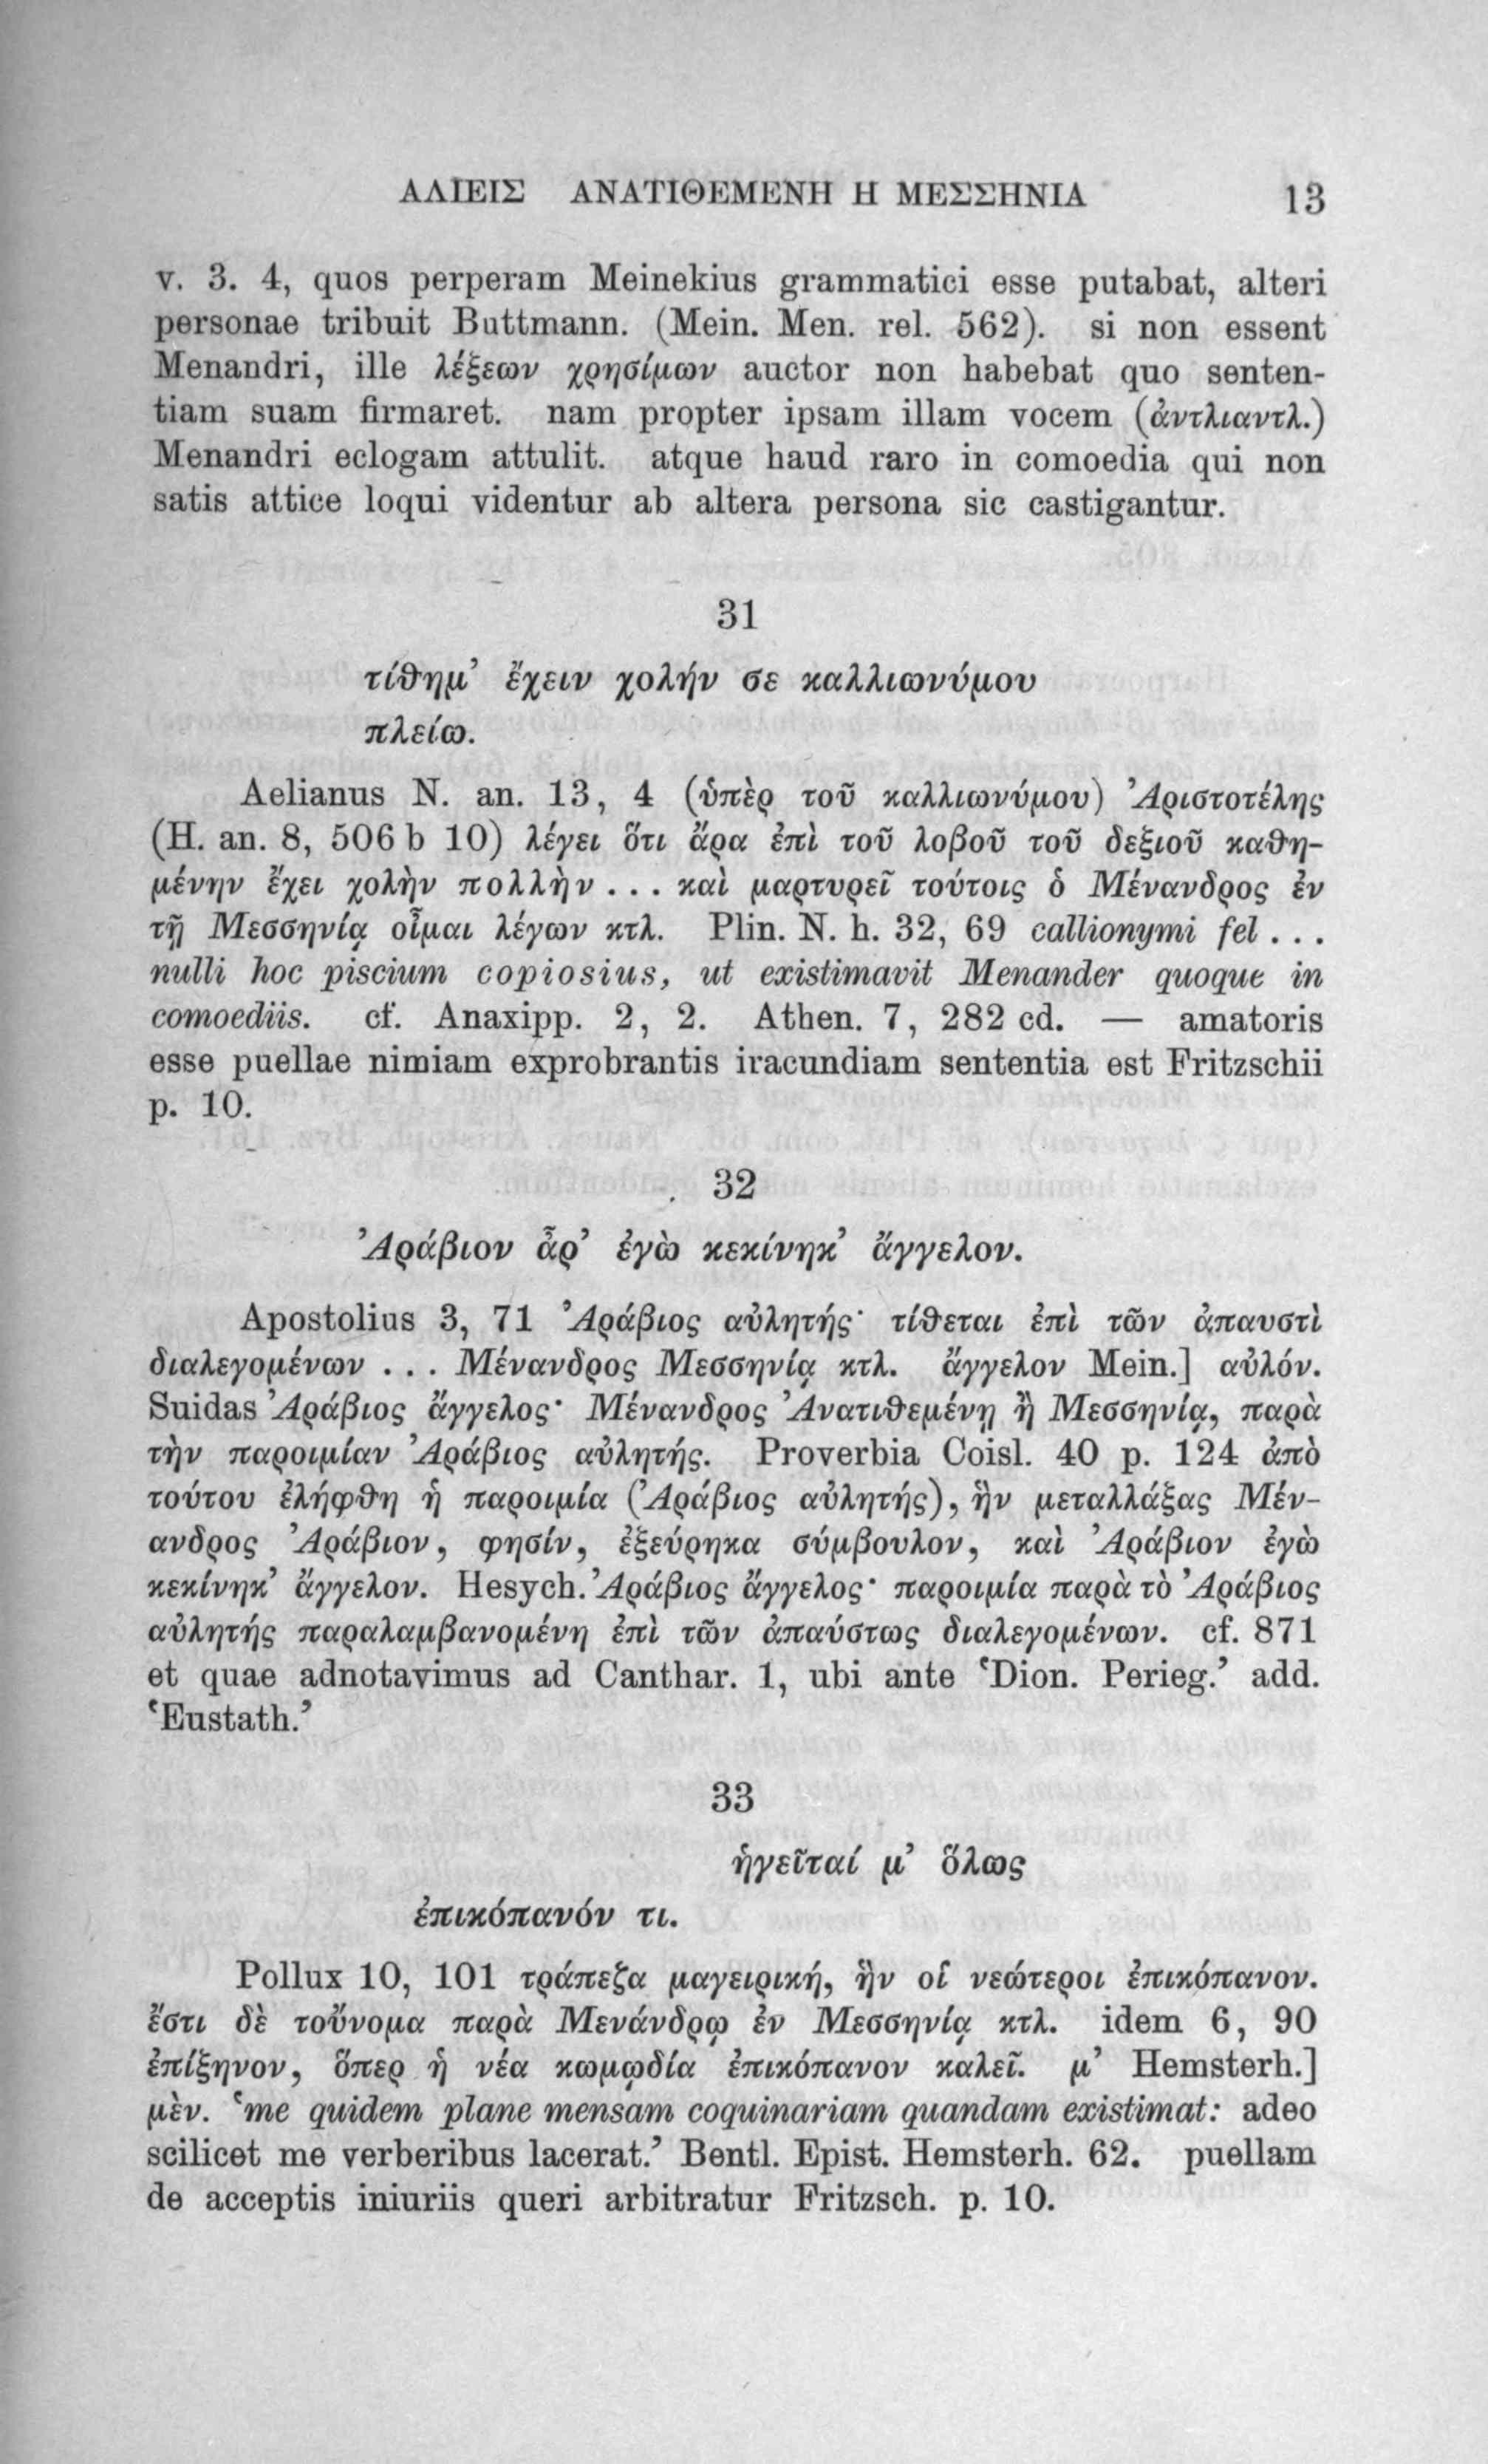 ΑΛΙΕΙΣ ΑΝΑΤΙΘΕΜΕΝΗ Η ΜΕΣΣΗΝΙΑ 13
v. 3. 4, quos perperam Meinekius grammatici esse putabat, alteri
personae tribuit Buttmann. (Mein. Men. rel. 562). si non essent
Menandri, ille λέξεων χρησίμων auctor non habebat quo senten-
tiam suam firmaret. nam propter ipsam illam vocem (ἀντλιαντλ.)
Menandri eclogam attulit. atque haud raro in comoedia qui non
satis attice loqui videntur ab altera persona sic castigantur.
31
τίθημ’ ἔχειν χολήν σε καλλιωνύμου
πλείω.
Aelianus N. an. 13, 4 (ὑπὲρ τοῦ καλλιωνύμου) Ἀριστοτέλης
(H. an. 8, 506 b 10) λέγει ὅτι ἄρα ἐπὶ τοῦ λοβοῦ τοῦ δεξιοῦ καθη-
μένην ἔχει χολὴν πολλὴν ... καὶ μαρτυρεῖ τούτοις ὁ Μένανδρος ἐν
τῇ Μεσσηνίᾳ οἶμαι λέγων κτλ. Plin. N. h. 32, 69 callionymi fel ...
nulli hoc piscium copiosius, ut existimavit Menander quoque in
comoediis. cf. Anaxipp. 2, 2. Athen. 7, 282 cd. — amatoris
esse puellae nimiam exprobrantis iracundiam sententia est Fritzschii
p. 10.
32
Ἀράβιον ἆρ’ ἐγὼ κεκίνηκ’ ἄγγελον.
Apostolius 3, 71 Ἀράβιος αὐλητής· τίθεται ἐπὶ τῶν ἀπαυστὶ
διαλεγομένων ... Μένανδρος Μεσσηνίᾳ κτλ. ἄγγελον Mein.] αὐλόν.
Suidas Ἀράβιος ἄγγελος· Μένανδρος Ἀνατιθεμένῃ ἢ Μεσσηνίᾳ, παρὰ
τὴν παροιμίαν Ἀράβιος αὐλητής. Proverbia Coisl. 40 p. 124 ἀπὸ
τούτου ἐλήφθη ἡ παροιμία (Ἀράβιος αὐλητής), ἣν μεταλλάξας Μέν-
ανδρος Ἀράβιον, φησίν, ἐξεύρηκα σύμβουλον, καὶ Ἀράβιον ἐγὼ
κεκίνηκ’ ἄγγελον. Hesych. Ἀράβιος ἄγγελος· παροιμία παρὰ τὸ Ἀράβιος
αὐλητής παραλαμβανομένη ἐπὶ τῶν ἀπαύστως διαλεγομένων. cf. 871
et quae adnotavimus ad Canthar. 1, ubi ante ‘Dion. Perieg.’ add.
‘Eustath.’
33
ἡγεῖταί μ’ ὅλως
ἐπικόπανόν τι.
Pollux 10, 101 τράπεζα μαγειρική, ἣν οἱ νεώτεροι ἐπικόπανον.
ἔστι δὲ τοὔνομα παρὰ Μενάνδρῳ ἐν Μεσσηνίᾳ κτλ. idem 6, 90
ἐπίξηνον, ὅπερ ἡ νέα κωμῳδία ἐπικόπανον καλεῖ. μ’ Hemsterh.]
μὲν. ‘me quidem plane mensam coquinariam quandam existimat: adeo
scilicet me verberibus lacerat.’ Bentl. Epist. Hemsterh. 62. puellam
de acceptis iniuriis queri arbitratur Fritzsch. p. 10.